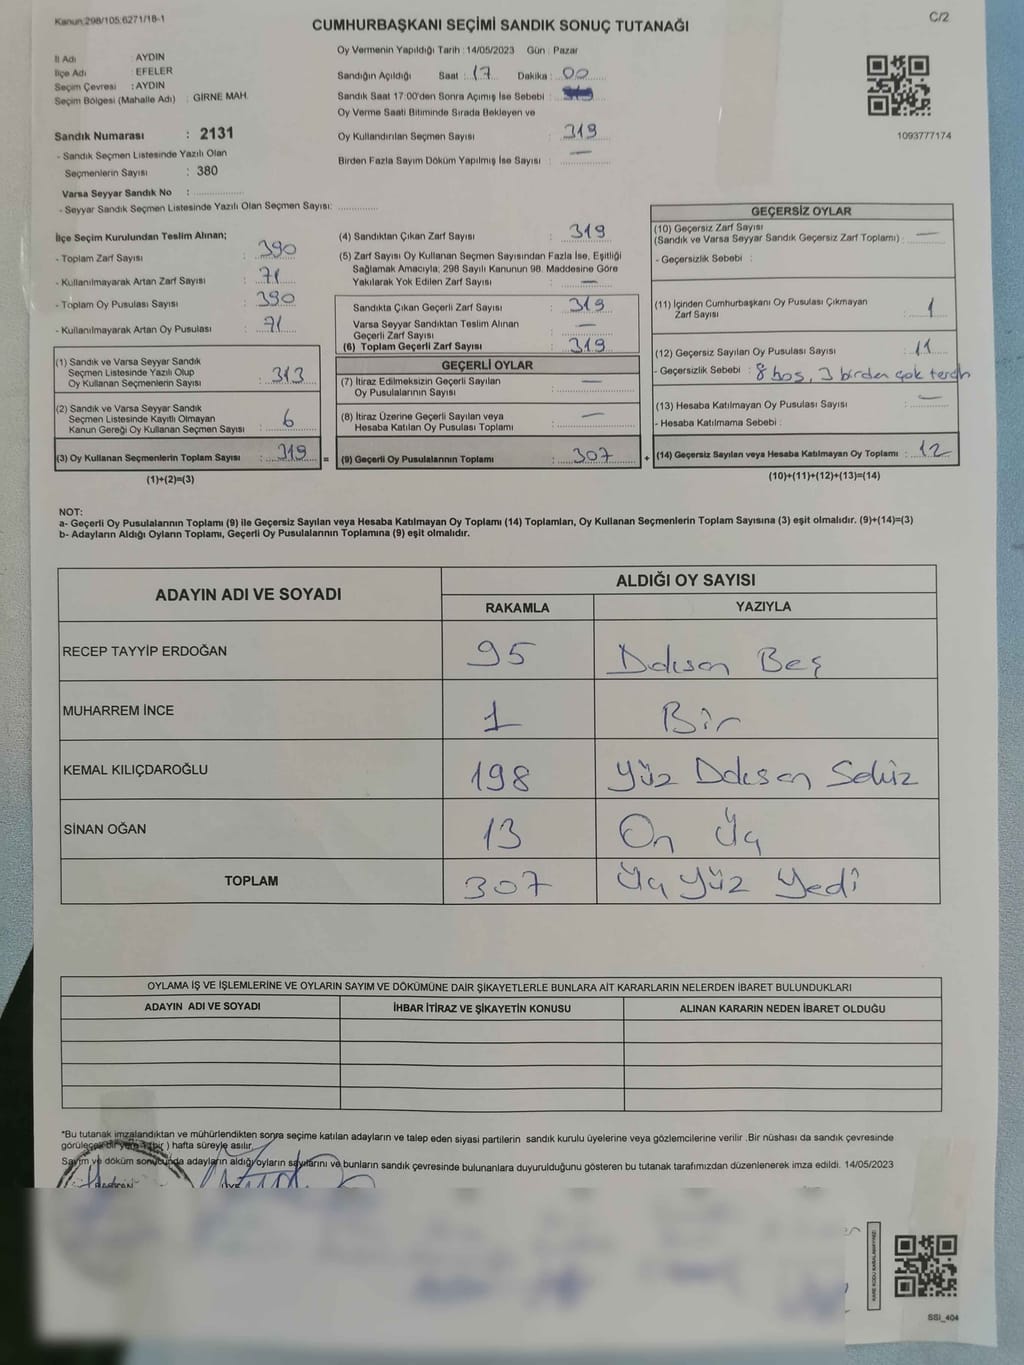 Kanun:298/105,6271/18-1
C/2
CUMHURBAŞKANI SEÇİMİ SANDIK SONUÇ TUTANAĞI
İl Adı : AYDIN
İlçe Adı : EFELER
Seçim Çevresi : AYDIN
Seçim Bölgesi (Mahalle Adı) : GİRNE MAH.
Sandık Numarası : 2131
- Sandık Seçmen Listesinde Yazılı Olan
Seçmenlerin Sayısı : 380
Varsa Seyyar Sandık No :
- Seyyar Sandık Seçmen Listesinde Yazılı Olan Seçmen Sayısı:
Oy Vermenin Yapıldığı Tarih : 14/05/2023 Gün : Pazar
Sandığın Açıldığı Saat : 17 Dakika : 00
Sandık Saat 17:00'den Sonra Açımış İse Sebebi :
Oy Verme Saati Bitiminde Sırada Bekleyen ve
Oy Kullandırılan Seçmen Sayısı : 319
Birden Fazla Sayım Döküm Yapılmış İse Sayısı : —
1093777174
İlçe Seçim Kurulundan Teslim Alınan;
- Toplam Zarf Sayısı : 390
- Kullanılmayarak Artan Zarf Sayısı : 71
- Toplam Oy Pusulası Sayısı : 390
- Kullanılmayarak Artan Oy Pusulası : 71
(1) Sandık ve Varsa Seyyar Sandık
Seçmen Listesinde Yazılı Olup
Oy Kullanan Seçmenlerin Sayısı : 313
(2) Sandık ve Varsa Seyyar Sandık
Seçmen Listesinde Kayıtlı Olmayan
Kanun Gereği Oy Kullanan Seçmen Sayısı : 6
(3) Oy Kullanan Seçmenlerin Toplam Sayısı : 319 =
(1)+(2)=(3)
(4) Sandıktan Çıkan Zarf Sayısı : 319
(5) Zarf Sayısı Oy Kullanan Seçmen Sayısından Fazla İse, Eşitliği
Sağlamak Amacıyla, 298 Sayılı Kanunun 98. Maddesine Göre
Yakılarak Yok Edilen Zarf Sayısı : —
Sandıkta Çıkan Geçerli Zarf Sayısı : 319
Varsa Seyyar Sandıktan Teslim Alınan
Geçerli Zarf Sayısı : —
(6) Toplam Geçerli Zarf Sayısı : 319
GEÇERLİ OYLAR
(7) İtiraz Edilmeksizin Geçerli Sayılan
Oy Pusulalarının Sayısı : —
(8) İtiraz Üzerine Geçerli Sayılan veya
Hesaba Katılan Oy Pusulası Toplamı : —
(9) Geçerli Oy Pusulalarının Toplamı : 307 +
GEÇERSİZ OYLAR
(10) Geçersiz Zarf Sayısı
(Sandık ve Varsa Seyyar Sandık Geçersiz Zarf Toplamı) : —
- Geçersizlik Sebebi :
(11) İçinden Cumhurbaşkanı Oy Pusulası Çıkmayan
Zarf Sayısı : 1
(12) Geçersiz Sayılan Oy Pusulası Sayısı : 11
- Geçersizlik Sebebi : 8 boş, 3 birden çok tercih
(13) Hesaba Katılmayan Oy Pusulası Sayısı : —
- Hesaba Katılmama Sebebi :
(14) Geçersiz Sayılan veya Hesaba Katılmayan Oy Toplamı : 12
(10)+(11)+(12)+(13)=(14)
NOT:
a- Geçerli Oy Pusulalarının Toplamı (9) ile Geçersiz Sayılan veya Hesaba Katılmayan Oy Toplamı (14) Toplamları, Oy Kullanan Seçmenlerin Toplam Sayısına (3) eşit olmalıdır. (9)+(14)=(3)
b- Adayların Aldığı Oyların Toplamı, Geçerli Oy Pusulalarının Toplamına (9) eşit olmalıdır.
ADAYIN ADI VE SOYADI
ALDIĞI OY SAYISI
RAKAMLA YAZIYLA
RECEP TAYYİP ERDOĞAN 95 Doksan Beş
MUHARREM İNCE 1 Bir
KEMAL KILIÇDAROĞLU 198 Yüz Doksan Sekiz
SİNAN OĞAN 13 On Üç
TOPLAM 307 Üç Yüz Yedi
OYLAMA İŞ VE İŞLEMLERİNE VE OYLARIN SAYIM VE DÖKÜMÜNE DAİR ŞİKAYETLERLE BUNLARA AİT KARARLARIN NELERDEN İBARET BULUNDUKLARI
ADAYIN ADI VE SOYADI İHBAR İTİRAZ VE ŞİKAYETİN KONUSU ALINAN KARARIN NEDEN İBARET OLDUĞU
*Bu tutanak imzalandıktan ve mühürlendikten sonra seçime katılan adayların ve talep eden siyasi partilerin sandık kurulu üyelerine veya gözlemcilerine verilir .Bir nüshası da sandık çevresinde
görülecek bir yere 1 (bir ) hafta süreyle asılır.
Sayım ve döküm sonucunda adayların aldığı oyların sayılarını ve bunların sandık çevresinde bulunanlara duyurulduğunu gösteren bu tutanak tarafımızdan düzenlenerek imza edildi. 14/05/2023
KARE KODU KARALAMAYINIZ
SSI_404